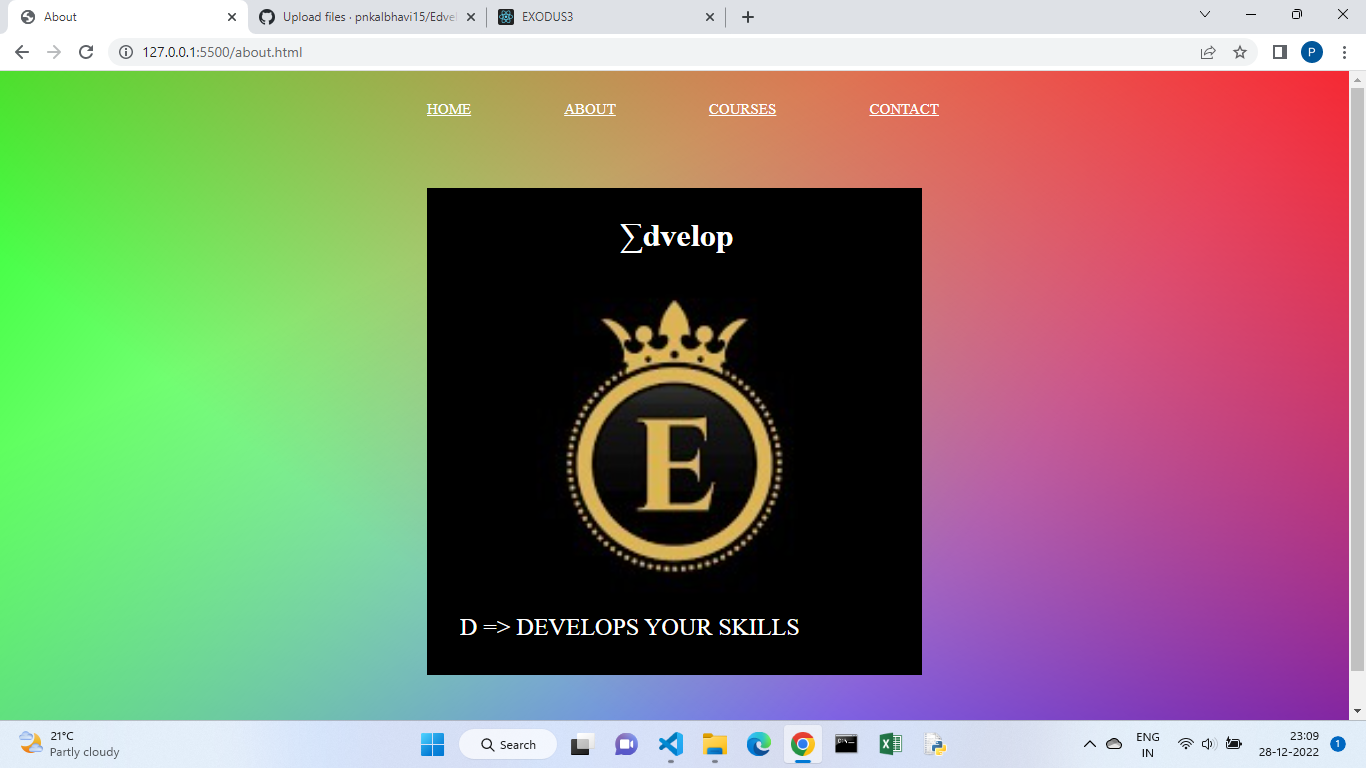 About
Upload files · pnkalbhavi15/Edvel
EXODUS3
127.0.0.1:5500/about.html
P
HOME
ABOUT
COURSES
CONTACT
∑dvelop
E
D => DEVELOPS YOUR SKILLS
21°C
Partly cloudy
Search
ENG
IN
23:09
28-12-2022
1